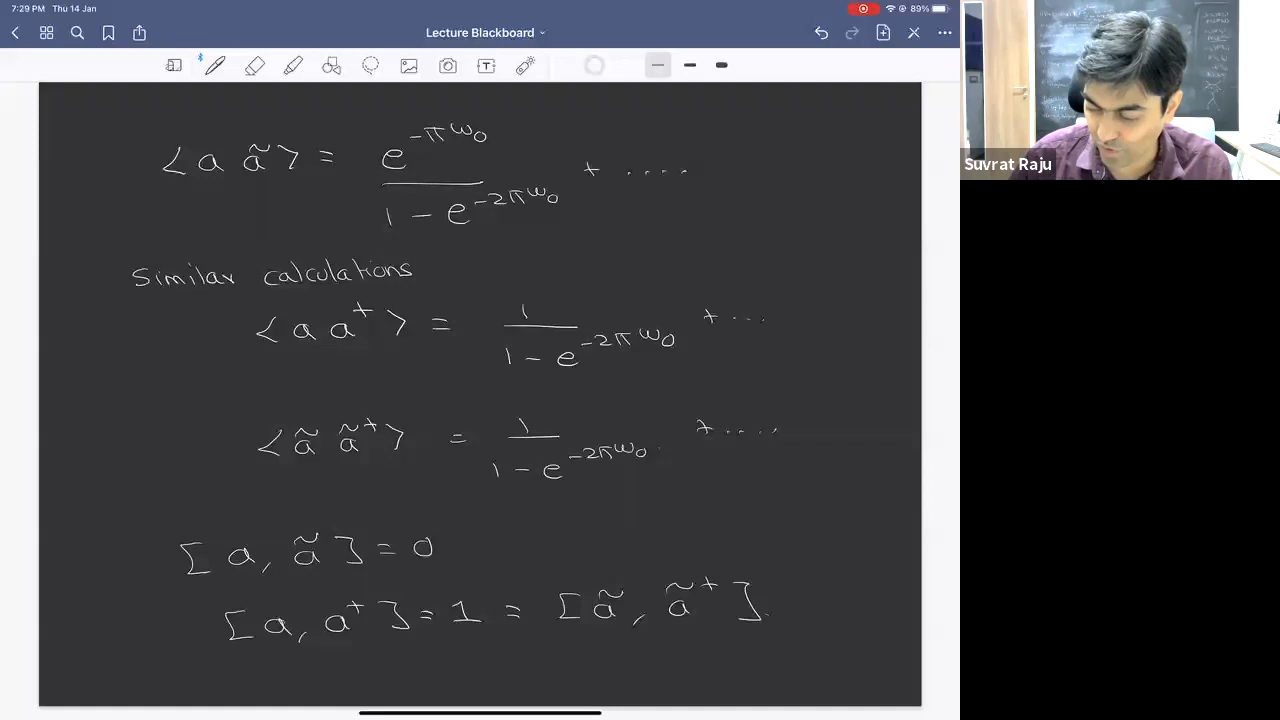 7:29 PM Thu 14 Jan
89%
Lecture Blackboard
Suvrat Raju
< a ã > = e^{-πω₀} / (1 - e^{-2πω₀}) + ....
Similar calculations
< a a† > = 1 / (1 - e^{-2πω₀}) + ...
< ã ㆠ> = 1 / (1 - e^{-2πω₀}) + ....
[ a, ã ] = 0
[ a, a† ] = 1 = [ ã, ㆠ].